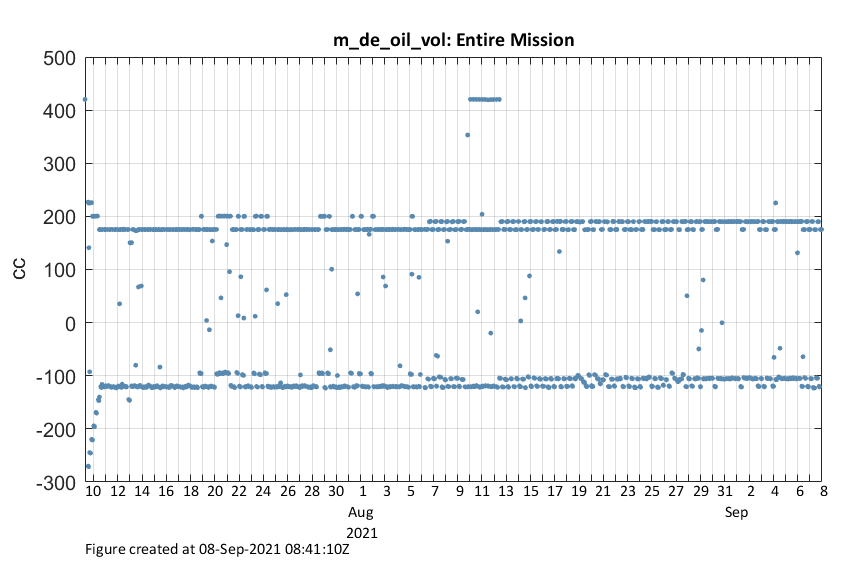 m_de_oil_vol: Entire Mission
500
400
300
200
100
0
-100
-200
-300
CC
10 12 14 16 18 20 22 24 26 28 30 1 3 5 7 9 11 13 15 17 19 21 23 25 27 29 31 2 4 6 8
Aug Sep
2021
Figure created at 08-Sep-2021 08:41:10Z